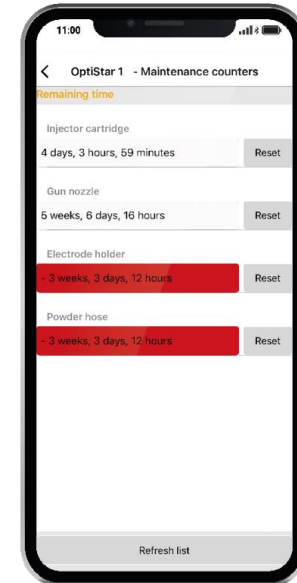 11:00
OptiStar 1 - Maintenance counters
Remaining time
Injector cartridge
4 days, 3 hours, 59 minutes Reset
Gun nozzle
5 weeks, 6 days, 16 hours Reset
Electrode holder
- 3 weeks, 3 days, 12 hours Reset
Powder hose
- 3 weeks, 3 days, 12 hours Reset
Refresh list